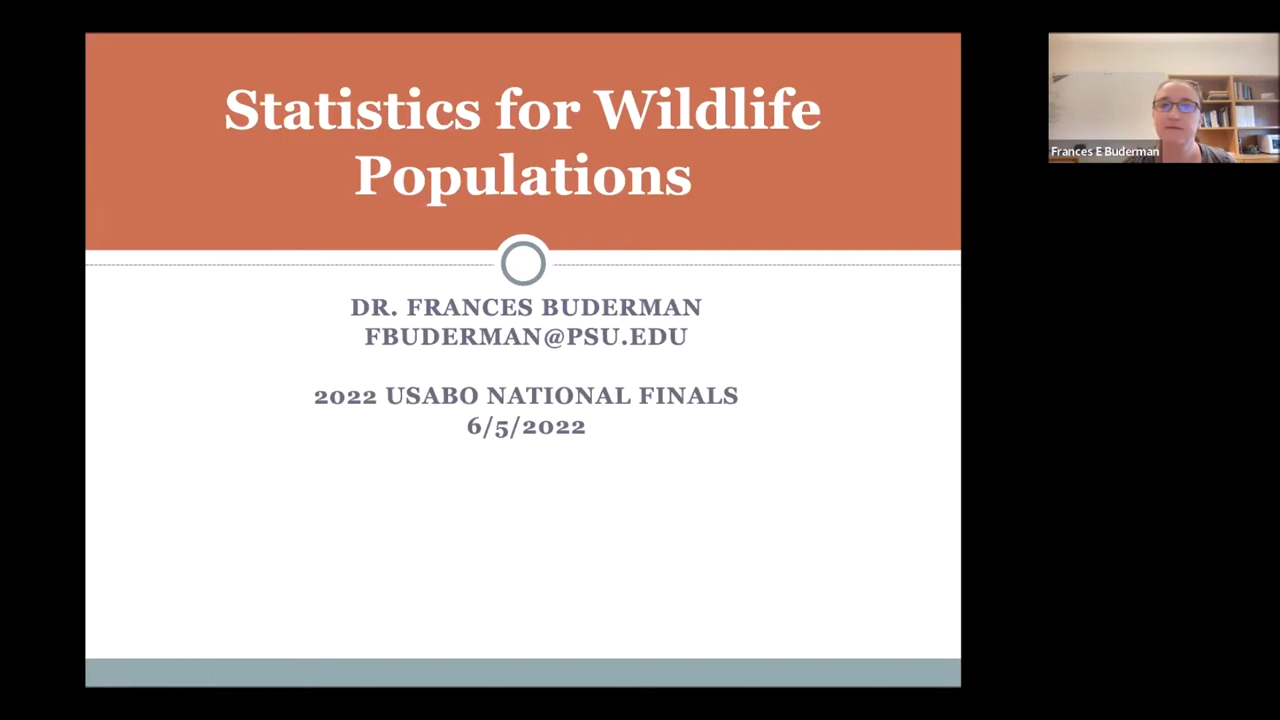 Statistics for Wildlife
Populations
DR. FRANCES BUDERMAN
FBUDERMAN@PSU.EDU
2022 USABO NATIONAL FINALS
6/5/2022
Frances E Buderman